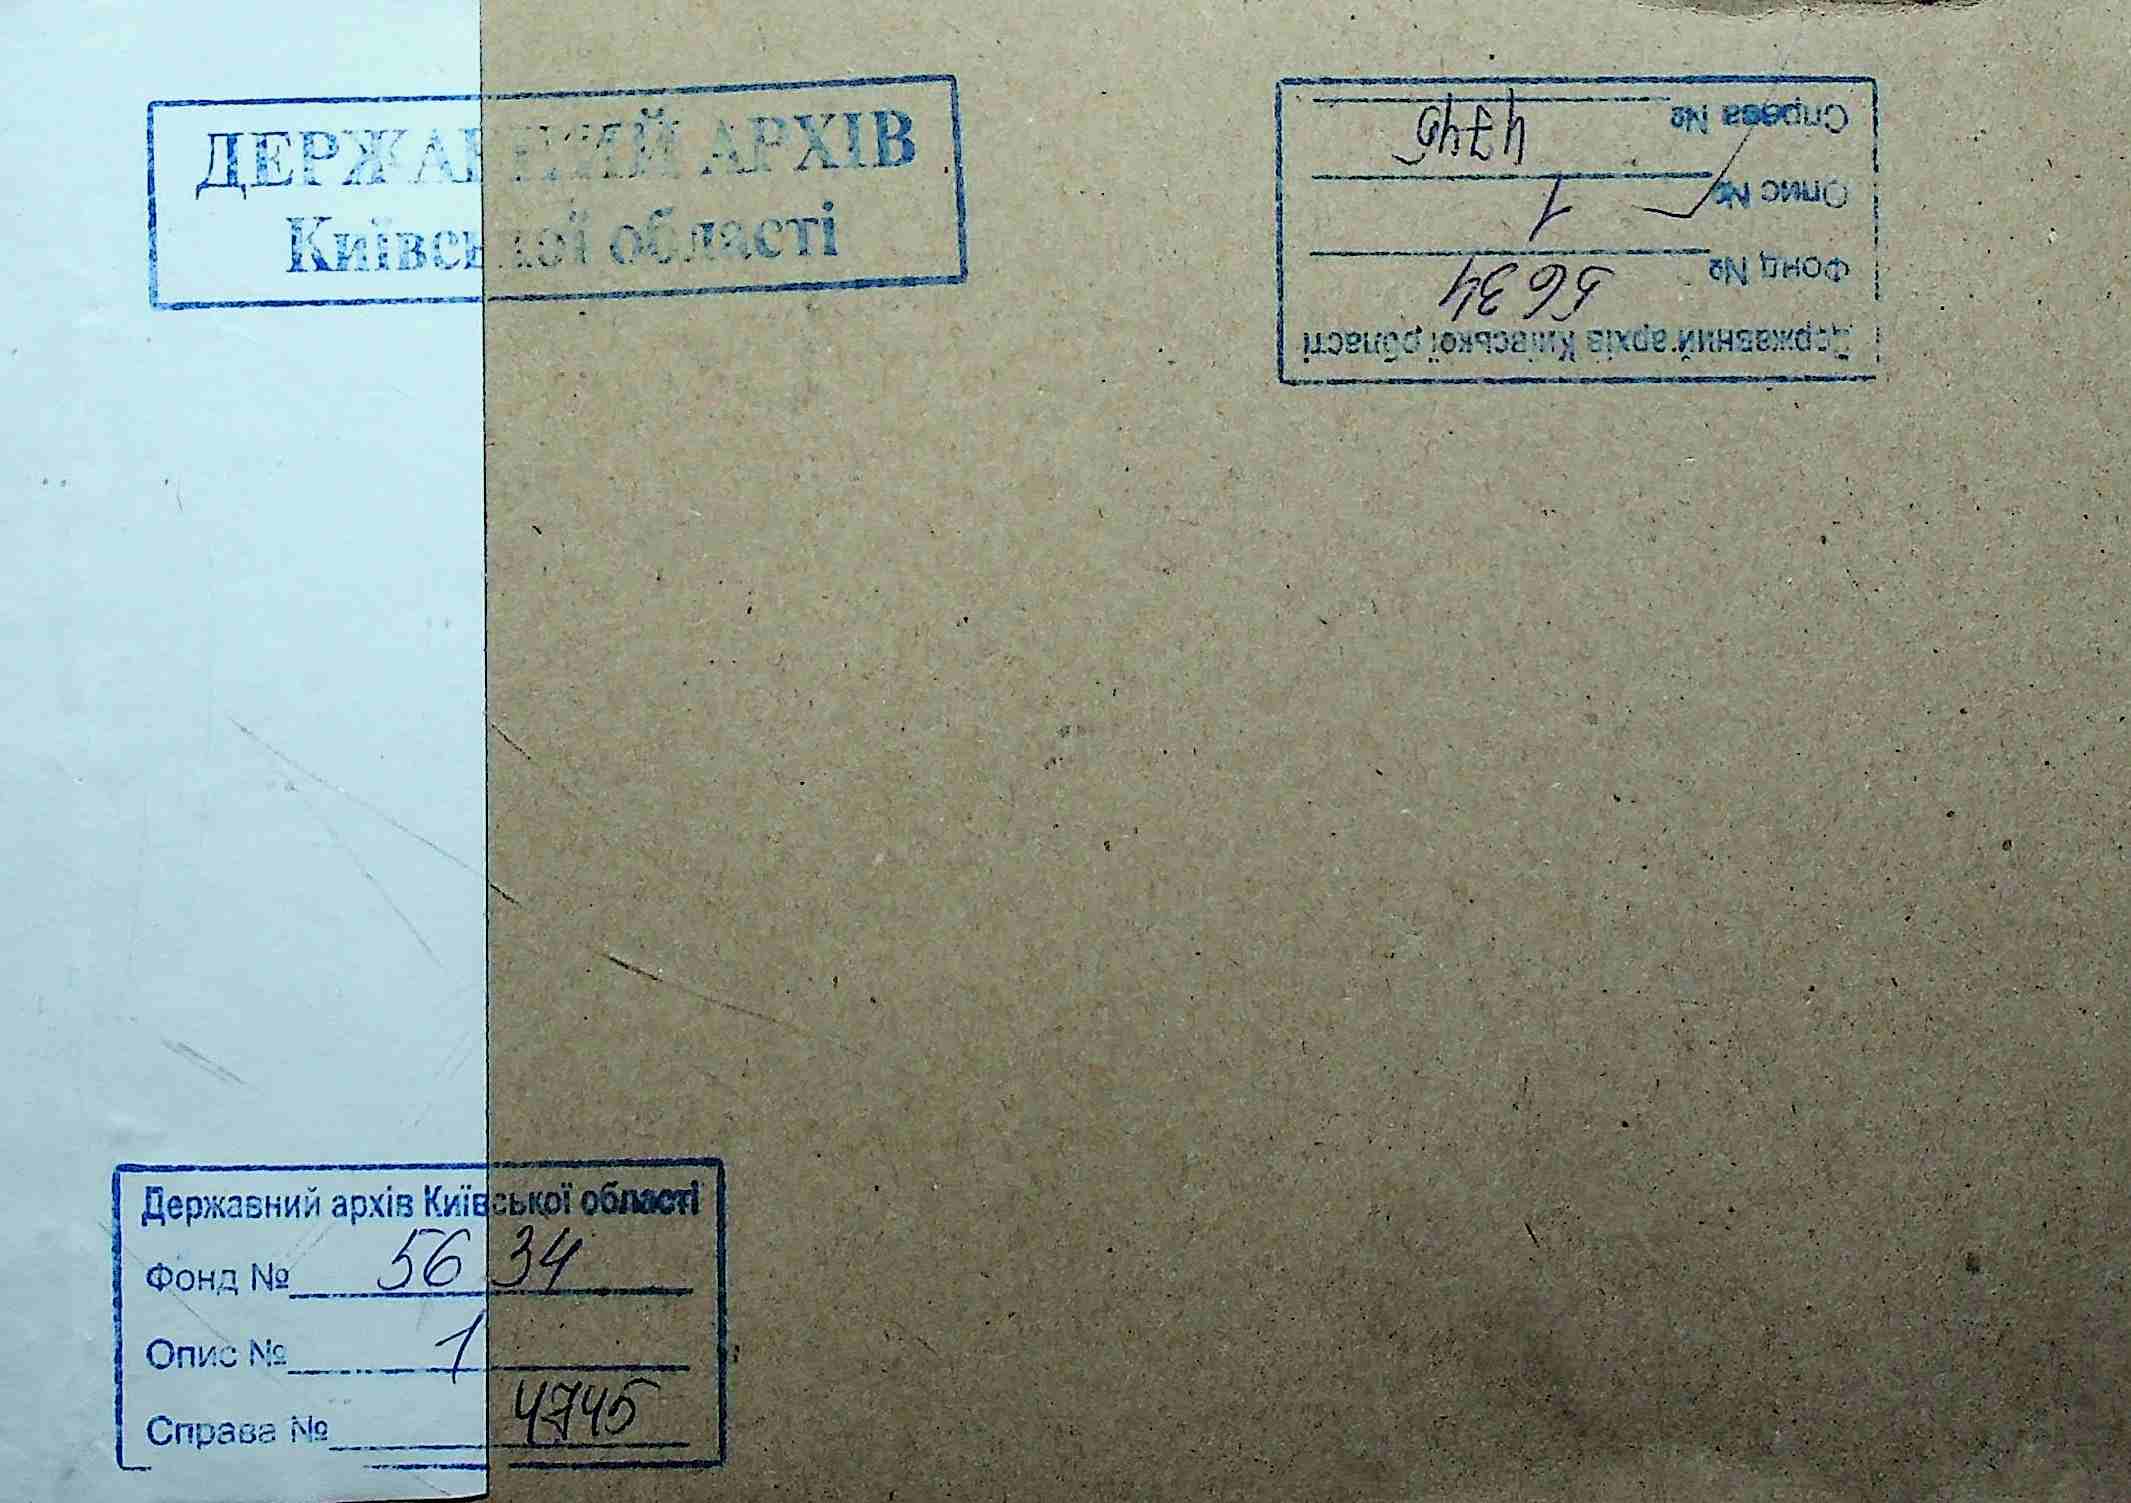 ДЕРЖАВНИЙ АРХІВ
Київської області
Державний архів Київської області
Фонд № 5634
Опис № 1
Справа № 4745
Державний архів Київської області
Фонд № 5634
Опис № 1
Справа № 4745